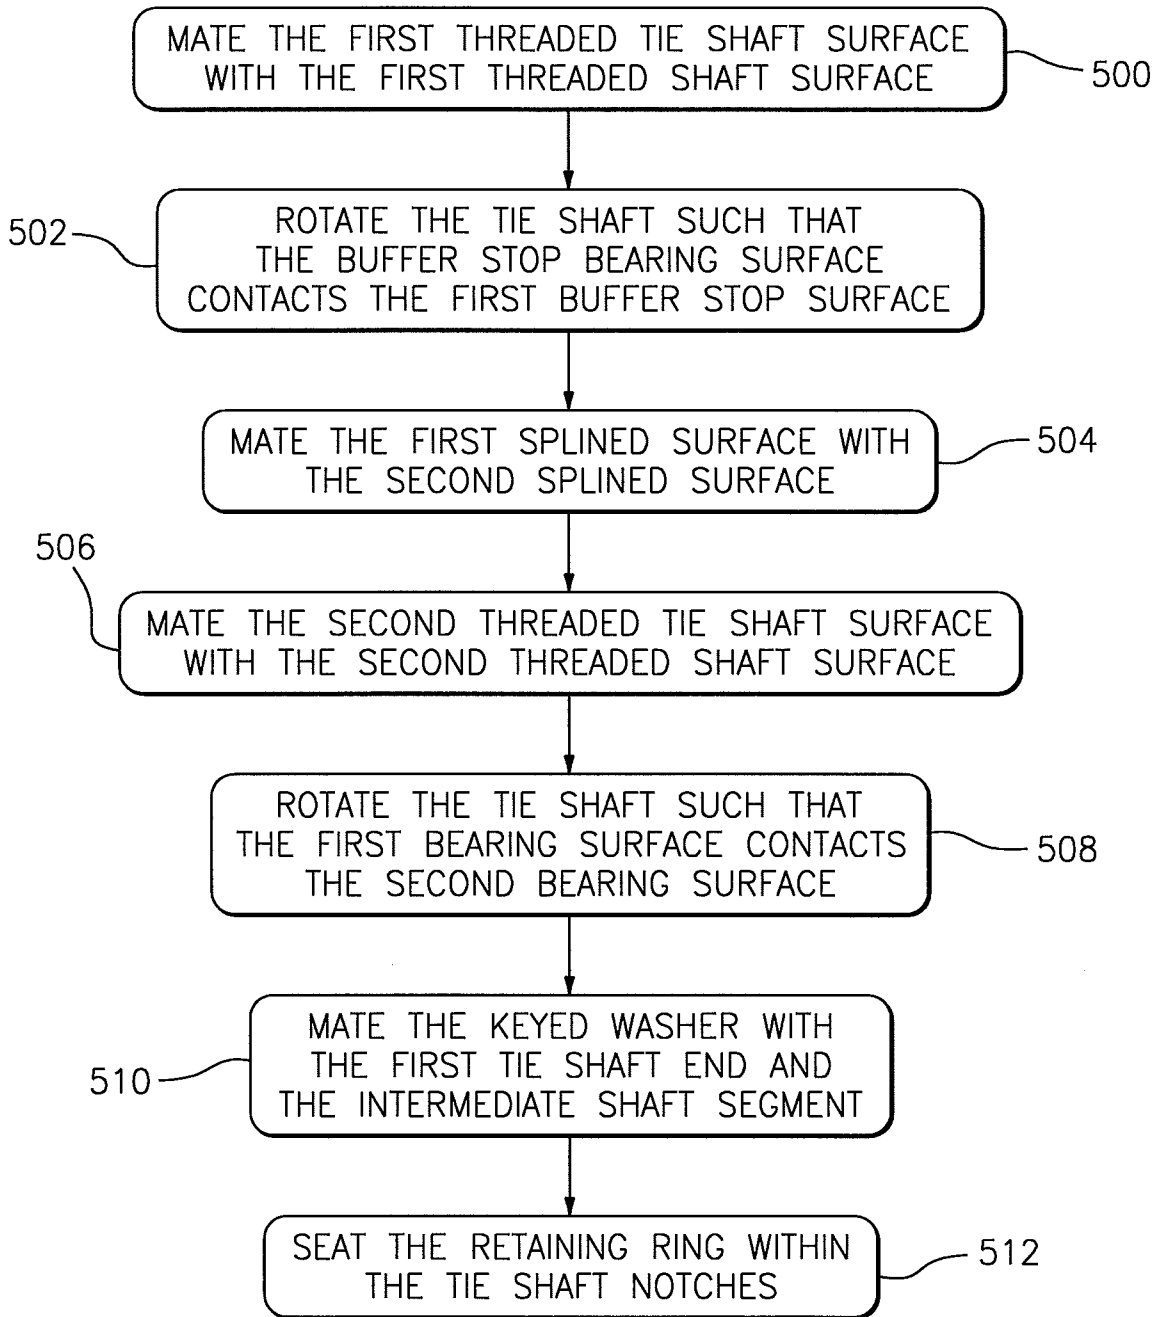 MATE THE FIRST THREADED TIE SHAFT SURFACE
WITH THE FIRST THREADED SHAFT SURFACE
500
502
ROTATE THE TIE SHAFT SUCH THAT
THE BUFFER STOP BEARING SURFACE
CONTACTS THE FIRST BUFFER STOP SURFACE
MATE THE FIRST SPLINED SURFACE WITH
THE SECOND SPLINED SURFACE
504
506
MATE THE SECOND THREADED TIE SHAFT SURFACE
WITH THE SECOND THREADED SHAFT SURFACE
ROTATE THE TIE SHAFT SUCH THAT
THE FIRST BEARING SURFACE CONTACTS
THE SECOND BEARING SURFACE
508
510
MATE THE KEYED WASHER WITH
THE FIRST TIE SHAFT END AND
THE INTERMEDIATE SHAFT SEGMENT
SEAT THE RETAINING RING WITHIN
THE TIE SHAFT NOTCHES
512